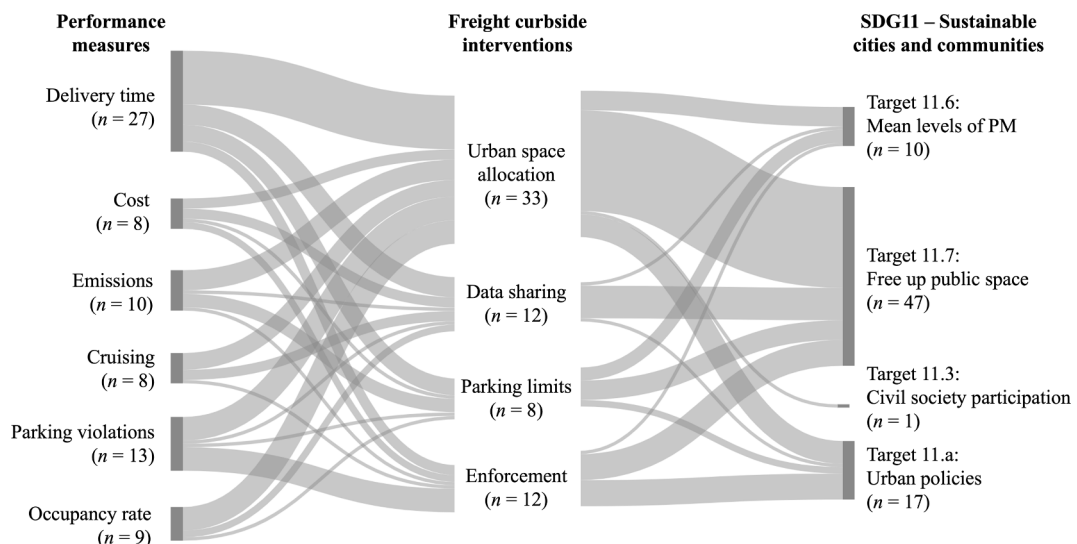 Performance
measures
Delivery time
(n = 27)
Cost
(n = 8)
Emissions
(n = 10)
Cruising
(n = 8)
Parking violations
(n = 13)
Occupancy rate
(n = 9)
Freight curbside
interventions
Urban space
allocation
(n = 33)
Data sharing
(n = 12)
Parking limits
(n = 8)
Enforcement
(n = 12)
SDG11 – Sustainable
cities and communities
Target 11.6:
Mean levels of PM
(n = 10)
Target 11.7:
Free up public space
(n = 47)
Target 11.3:
Civil society participation
(n = 1)
Target 11.a:
Urban policies
(n = 17)